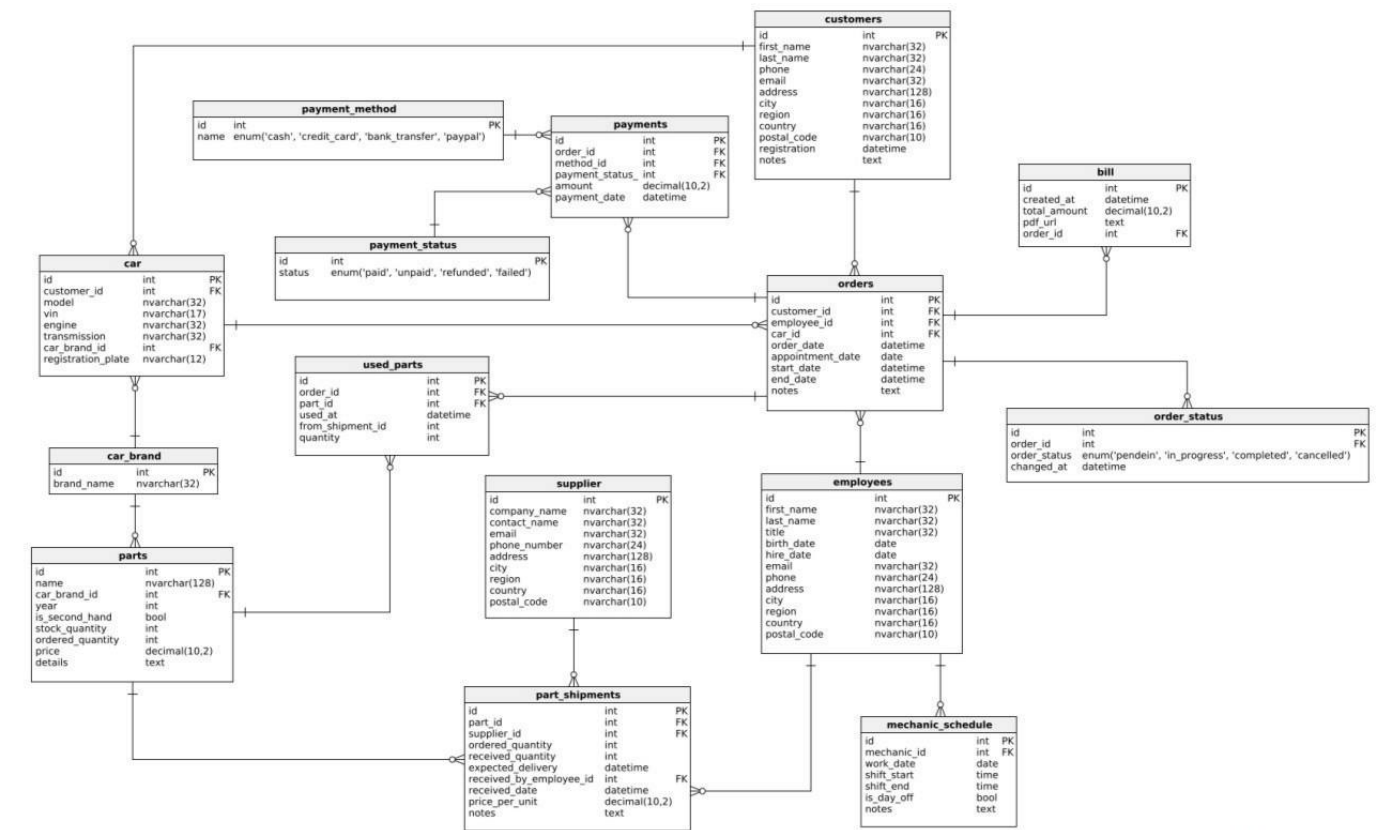 customers
id int PK
first_name nvarchar(32)
last_name nvarchar(32)
phone nvarchar(24)
email nvarchar(32)
address nvarchar(128)
city nvarchar(16)
region nvarchar(16)
country nvarchar(16)
postal_code nvarchar(10)
registration datetime
notes text
payment_method
id int PK
name enum('cash', 'credit_card', 'bank_transfer', 'paypal')
payments
id int PK
order_id int FK
method_id int FK
payment_status_ int FK
amount decimal(10,2)
payment_date datetime
bill
id int PK
created_at datetime
total_amount decimal(10,2)
pdf_url text
order_id int FK
payment_status
id int PK
status enum('paid', 'unpaid', 'refunded', 'failed')
car
id int PK
customer_id int FK
model nvarchar(32)
vin nvarchar(17)
engine nvarchar(32)
transmission nvarchar(32)
car_brand_id int FK
registration_plate nvarchar(12)
orders
id int PK
customer_id int FK
employee_id int FK
car_id int FK
order_date datetime
appointment_date date
start_date datetime
end_date datetime
notes text
used_parts
id int PK
order_id int FK
part_id int FK
used_at datetime
from_shipment_id int
quantity int
order_status
id int PK
order_id int FK
order_status enum('pendein', 'in_progress', 'completed', 'cancelled')
changed_at datetime
car_brand
id int PK
brand_name nvarchar(32)
supplier
id int PK
company_name nvarchar(32)
contact_name nvarchar(32)
email nvarchar(32)
phone_number nvarchar(24)
address nvarchar(128)
city nvarchar(16)
region nvarchar(16)
country nvarchar(16)
postal_code nvarchar(10)
employees
id int PK
first_name nvarchar(32)
last_name nvarchar(32)
title nvarchar(32)
birth_date date
hire_date date
email nvarchar(32)
phone nvarchar(24)
address nvarchar(128)
city nvarchar(16)
region nvarchar(16)
country nvarchar(16)
postal_code nvarchar(10)
parts
id int PK
name nvarchar(128)
car_brand_id int FK
year int
is_second_hand bool
stock_quantity int
ordered_quantity int
price decimal(10,2)
details text
part_shipments
id int PK
part_id int FK
supplier_id int FK
ordered_quantity int
received_quantity int
expected_delivery datetime
received_by_employee_id int FK
received_date datetime
price_per_unit decimal(10,2)
notes text
mechanic_schedule
id int PK
mechanic_id int FK
work_date date
shift_start time
shift_end time
is_day_off bool
notes text